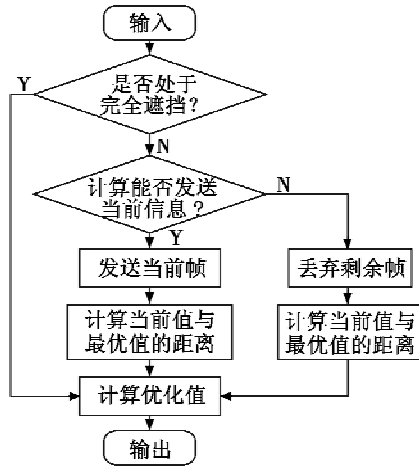 输入
Y
是否处于
完全遮挡?
N
计算能否发送
当前信息?
N
Y
发送当前帧
丢弃剩余帧
计算当前值与
最优值的距离
计算当前值与
最优值的距离
计算优化值
输出